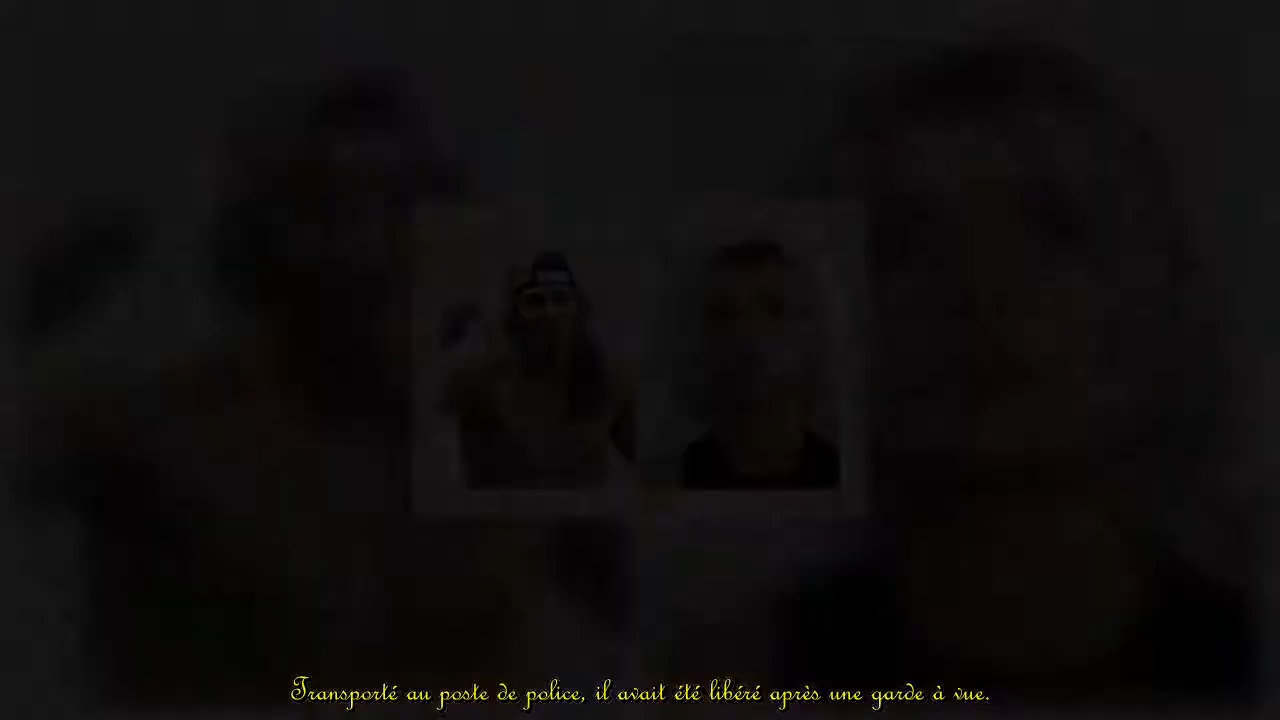 Transporté au poste de police, il avait été libéré après une garde à vue.